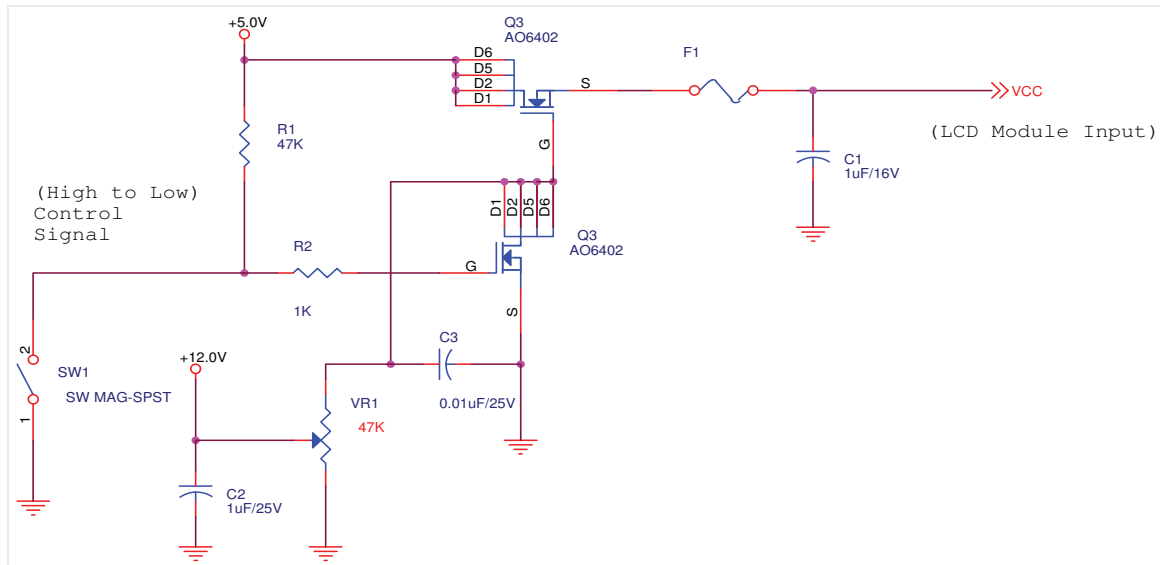 +5.0V
Q3
AO6402
D6
D5
D2
D1
S
G
F1
VCC
(LCD Module Input)
R1
47K
C1
1uF/16V
(High to Low)
Control
Signal
D1
D2
D5
D6
Q3
AO6402
G
S
R2
1K
+12.0V
2
SW1
SW MAG-SPST
1
C3
0.01uF/25V
VR1
47K
C2
1uF/25V